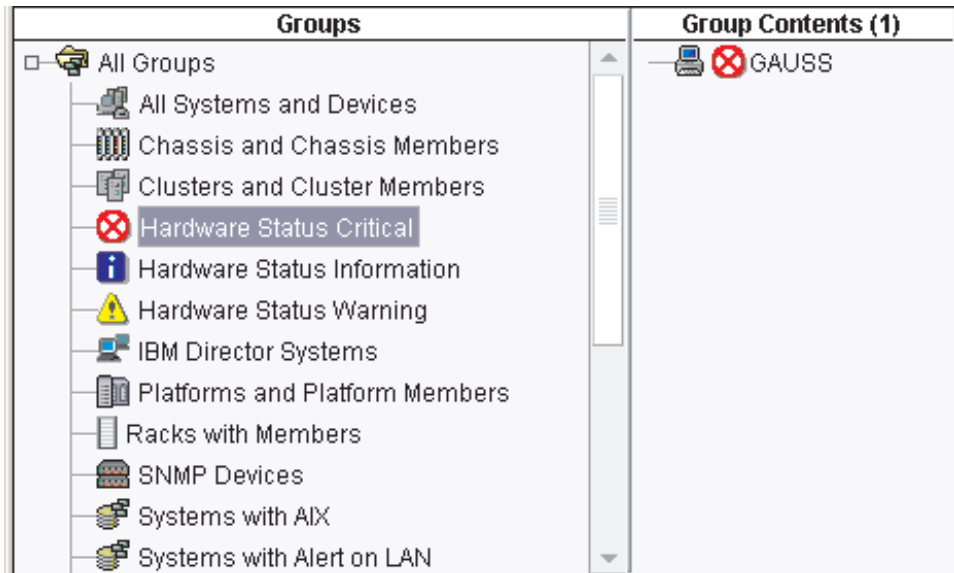 Groups
All Groups
All Systems and Devices
Chassis and Chassis Members
Clusters and Cluster Members
Hardware Status Critical
Hardware Status Information
Hardware Status Warning
IBM Director Systems
Platforms and Platform Members
Racks with Members
SNMP Devices
Systems with AIX
Systems with Alert on LAN
Group Contents (1)
GAUSS